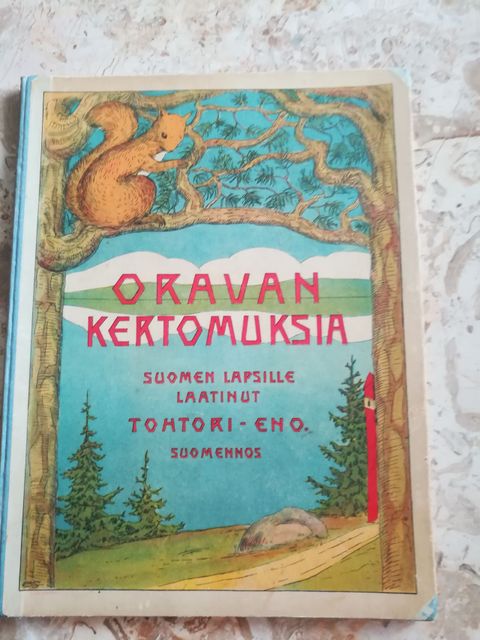 ORAVAN
KERTOMUKSIA
SUOMEN LAPSILLE
LAATINUT
TOHTORI-ENO.
SUOMENNOS